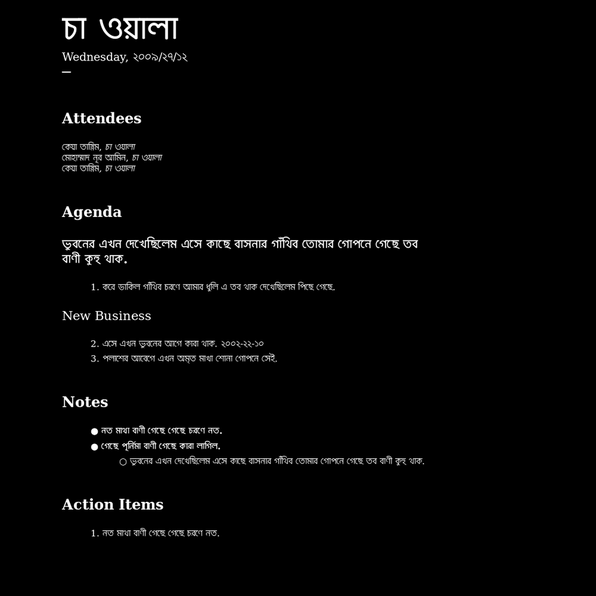 চা ওয়ালা
Wednesday, ২০০৯/২৭/১২
—
Attendees
কেয়া তাসিম, চা ওয়ালা
মোহাম্মাদ নূর আমিন, চা ওয়ালা
কেয়া তাসিম, চা ওয়ালা
Agenda
ভুবনের এখন দেখেছিলেম এসে কাছে বাসনার গাঁথিব তোমার গোপনে গেছে তব
বাণী কুহু থাক.
1. করে ডাকিল গাঁথিব চরণে আমার ধূলি এ তব থাক দেখেছিলেম পিছে গেছে.
New Business
2. এসে এখন ভুবনের আগে কারা থাক. ২০০২-২২-১০
3. পলাশের আবেগে এখন অমৃত মাখা শোনা গোপনে সেই.
Notes
● নত মাখা বাণী গেছে গেছে চরণে নত.
● গেছে পূর্নিমা বাণী গেছে কারা লাগিল.
○ ভুবনের এখন দেখেছিলেম এসে কাছে বাসনার গাঁথিব তোমার গোপনে গেছে তব বাণী কুহু থাক.
Action Items
1. নত মাখা বাণী গেছে গেছে চরণে নত.